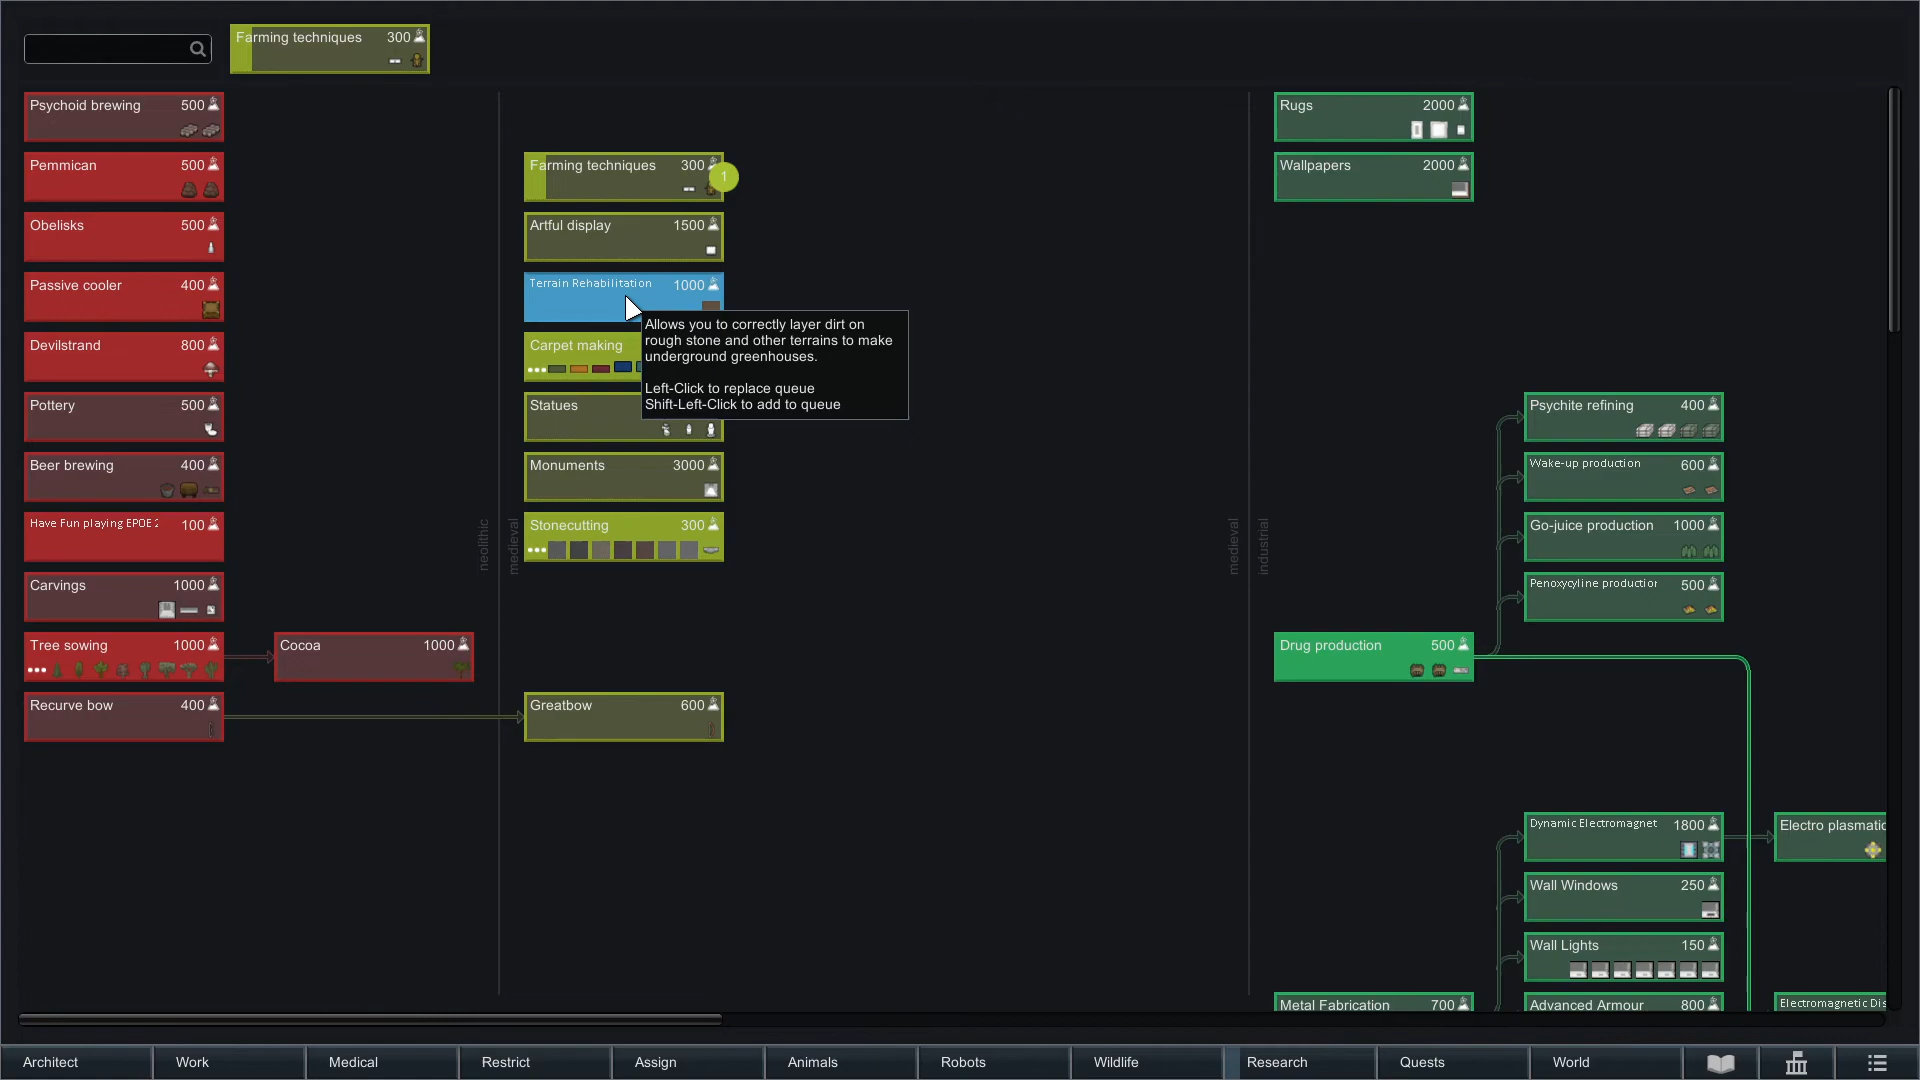 Farming techniques 300
Psychoid brewing 500
Pemmican 500
Obelisks 500
Passive cooler 400
Devilstrand 800
Pottery 500
Beer brewing 400
Have Fun playing EPOE 2 100
Carvings 1000
Tree sowing 1000
Cocoa 1000
Recurve bow 400
neolithic
medieval
Farming techniques 300
1
Artful display 1500
Terrain Rehabilitation 1000
Allows you to correctly layer dirt on
rough stone and other terrains to make
underground greenhouses.
Left-Click to replace queue
Shift-Left-Click to add to queue
Carpet making
Statues
Monuments 3000
Stonecutting 300
Greatbow 600
medieval
industrial
Rugs 2000
Wallpapers 2000
Psychite refining 400
Wake-up production 600
Go-juice production 1000
Penoxycyline production 500
Drug production 500
Dynamic Electromagnet 1800
Electro plasmatic
Wall Windows 250
Wall Lights 150
Metal Fabrication 700
Advanced Armour 800
Electromagnetic Dis
Architect
Work
Medical
Restrict
Assign
Animals
Robots
Wildlife
Research
Quests
World